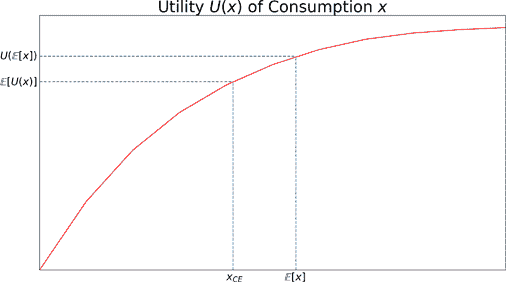 Utility U(x) of Consumption x
U(𝔼[x])
𝔼[U(x)]
x_CE
𝔼[x]